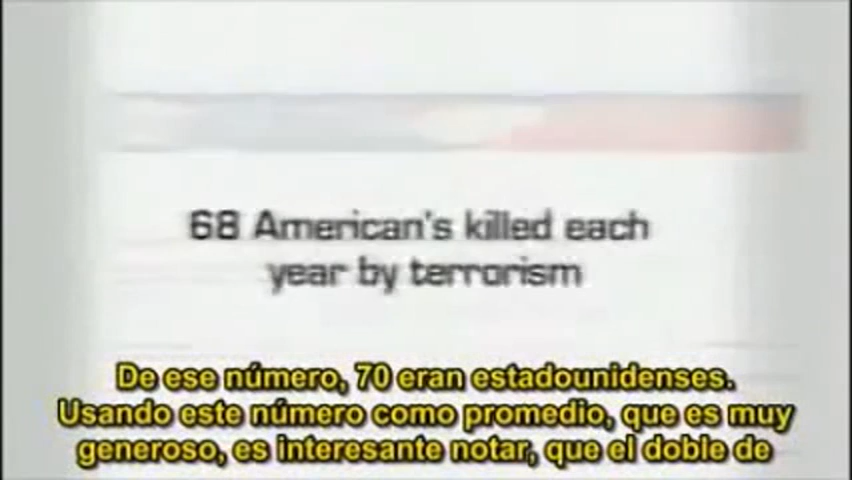 68 American's killed each
year by terrorism
De ese número, 70 eran estadounidenses.
Usando este número como promedio, que es muy
generoso, es interesante notar, que el doble de